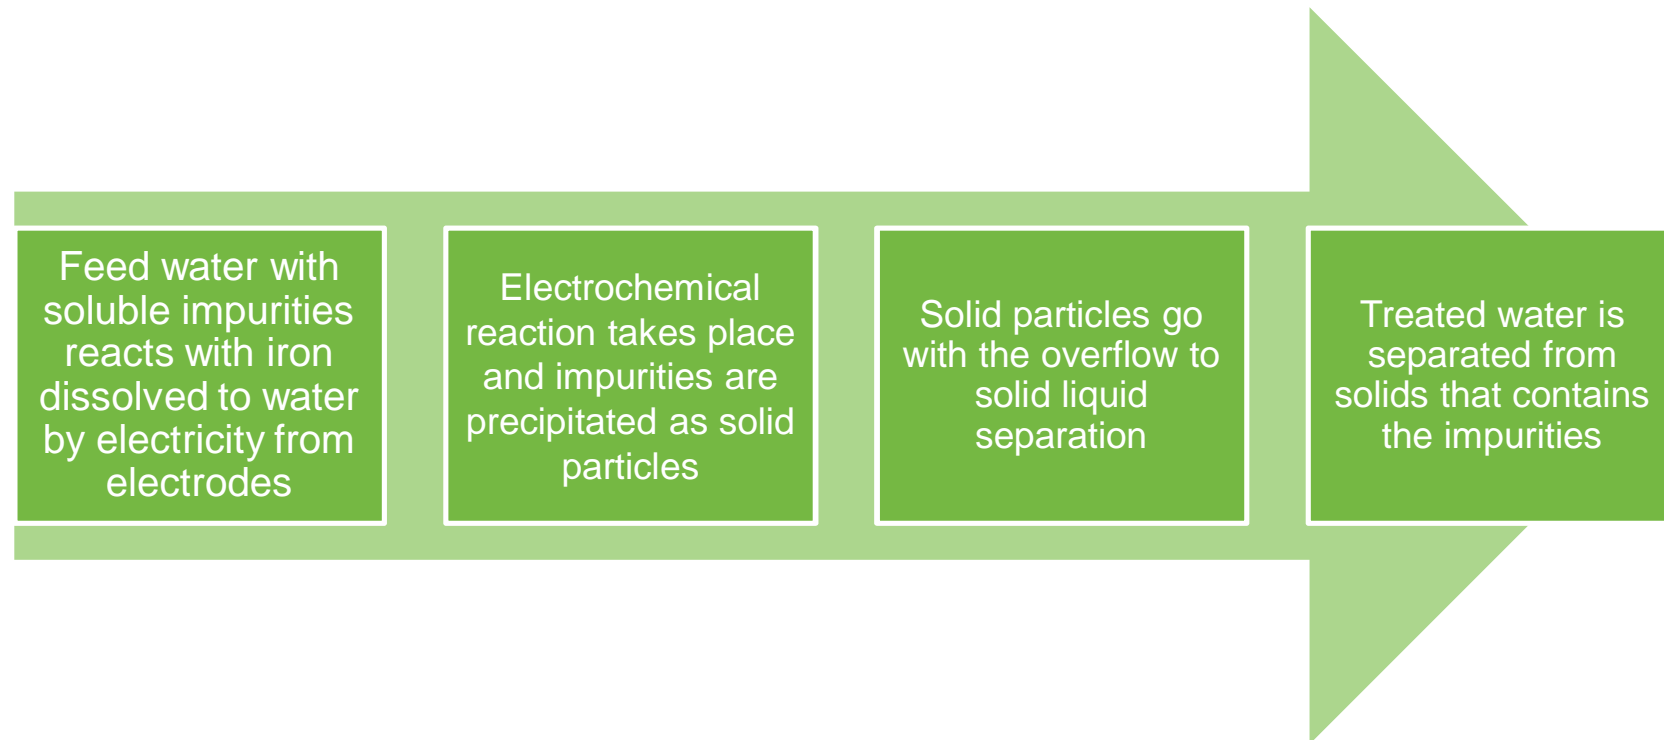 Feed water with
soluble impurities
reacts with iron
dissolved to water
by electricity from
electrodes
Electrochemical
reaction takes place
and impurities are
precipitated as solid
particles
Solid particles go
with the overflow to
solid liquid
separation
Treated water is
separated from
solids that contains
the impurities